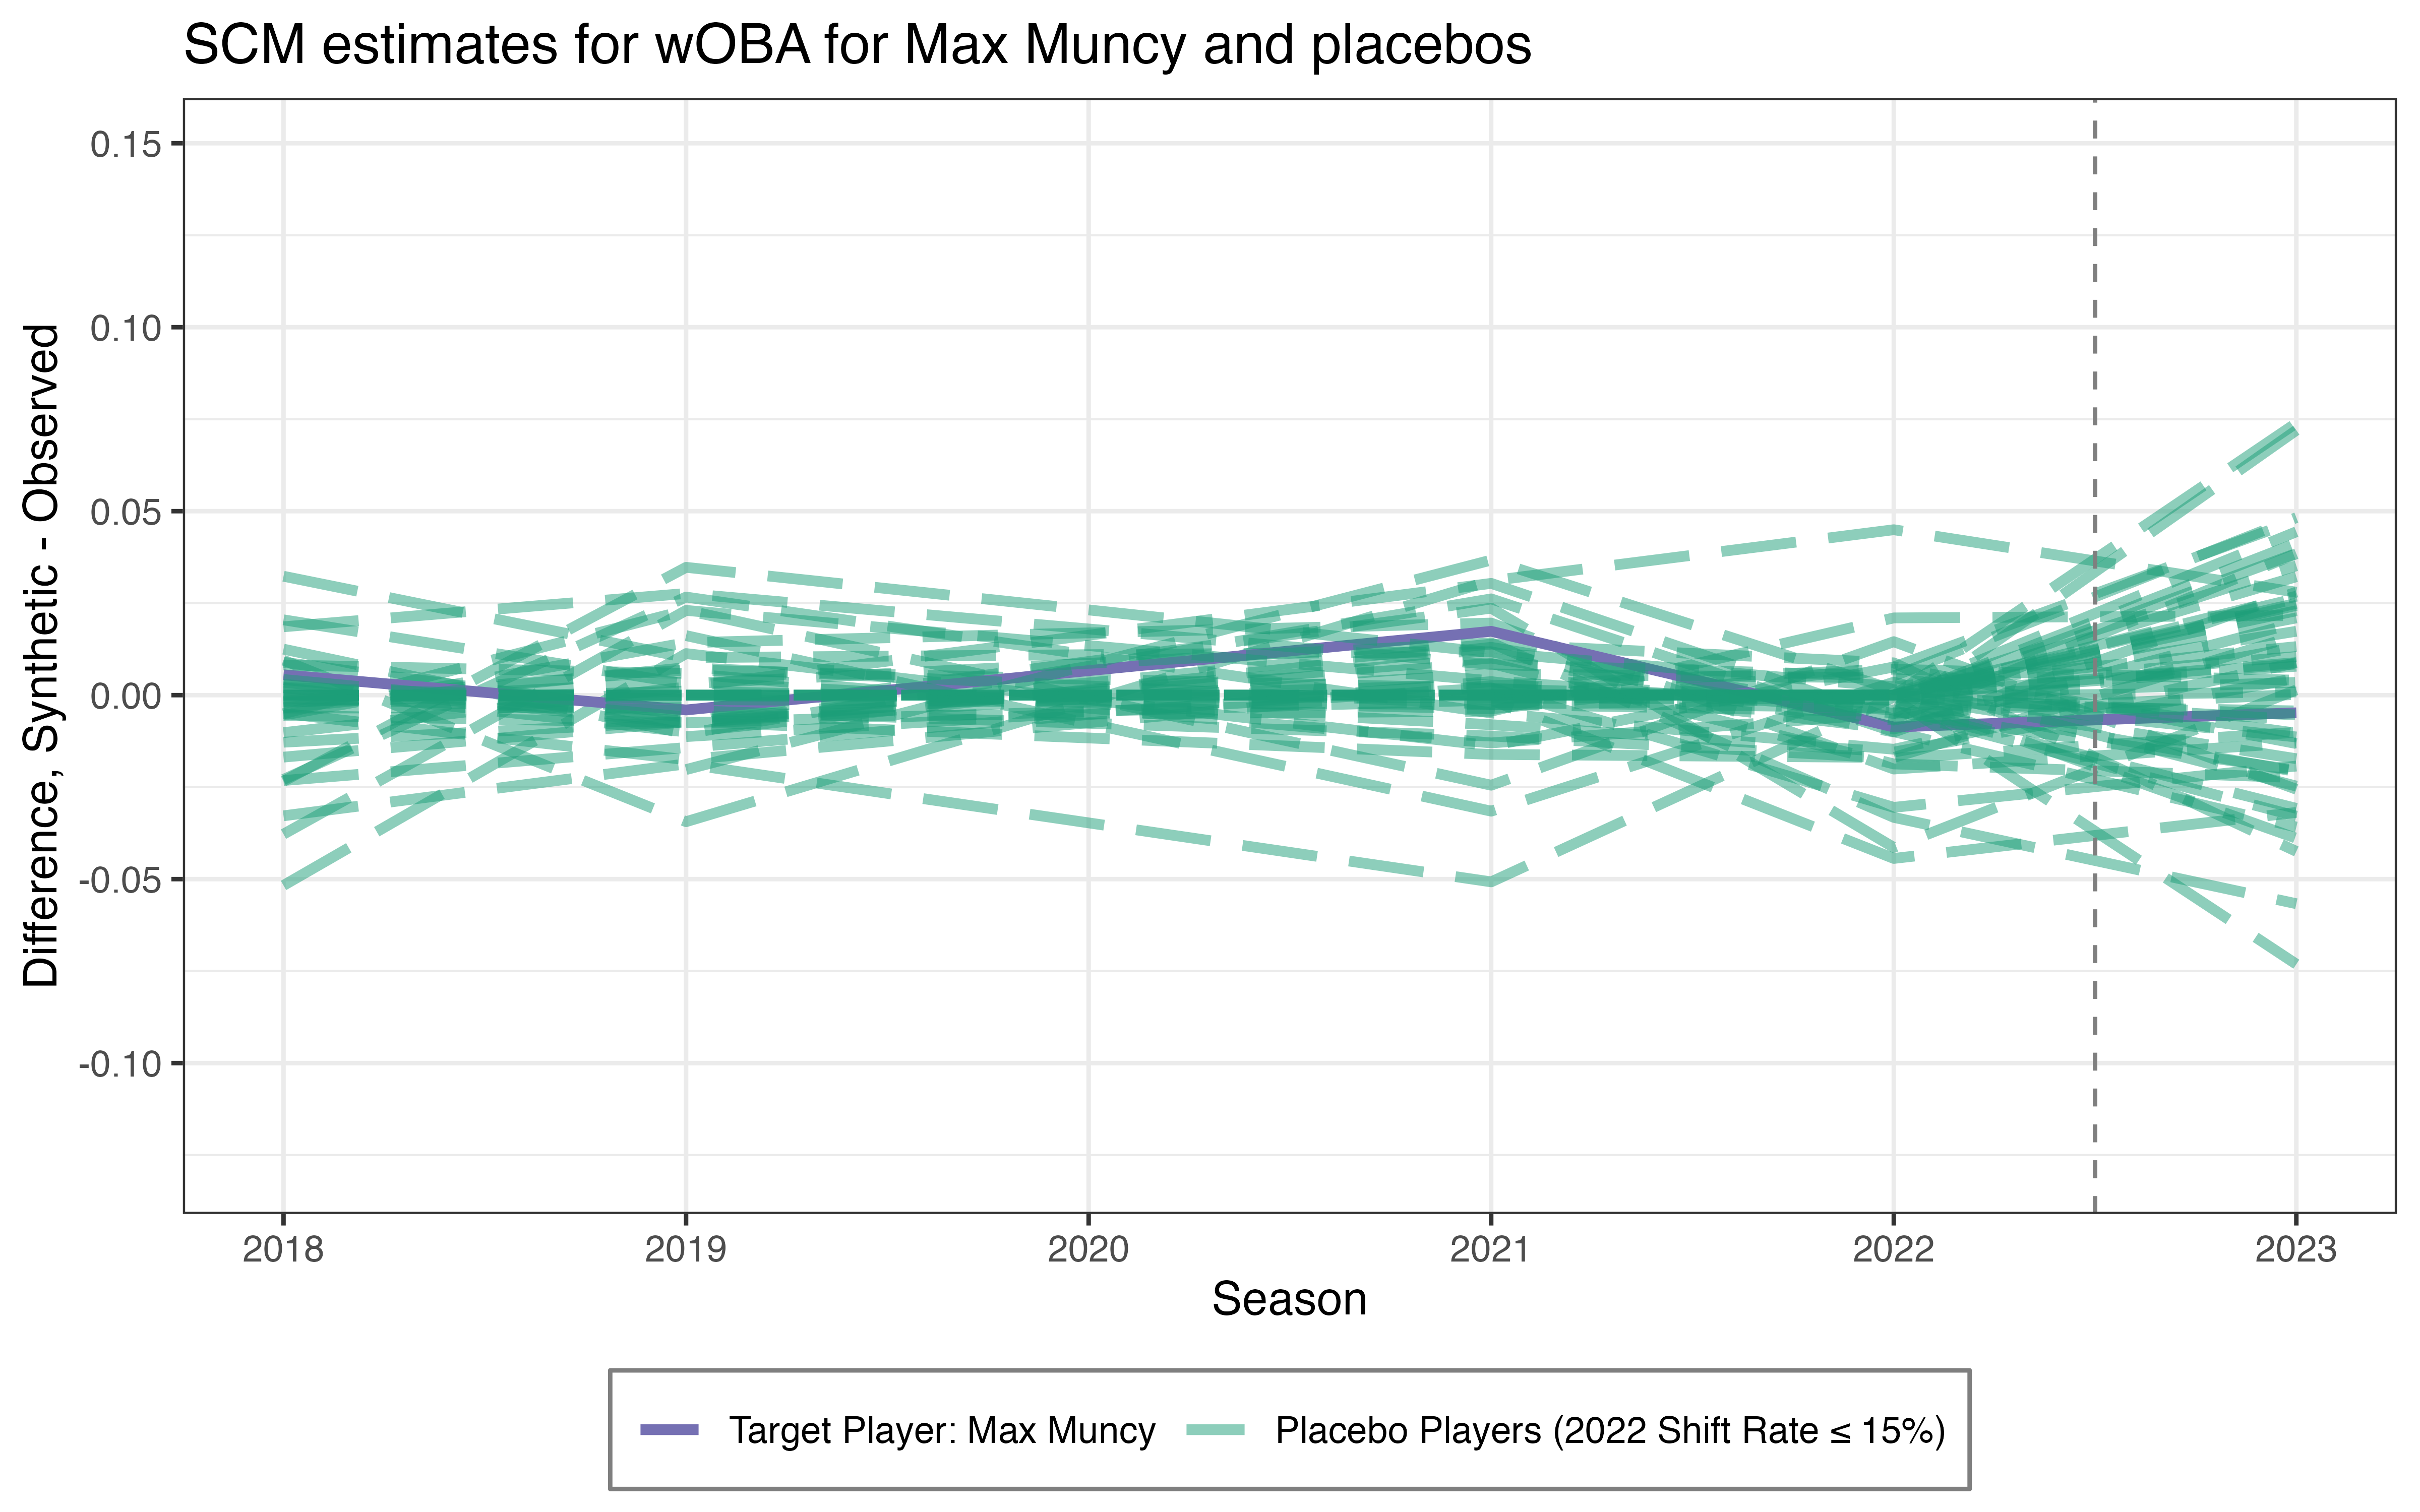 SCM estimates for wOBA for Max Muncy and placebos
Difference, Synthetic - Observed
0.15
0.10
0.05
0.00
-0.05
-0.10
2018 2019 2020 2021 2022 2023
Season
Target Player: Max Muncy Placebo Players (2022 Shift Rate ≤ 15%)